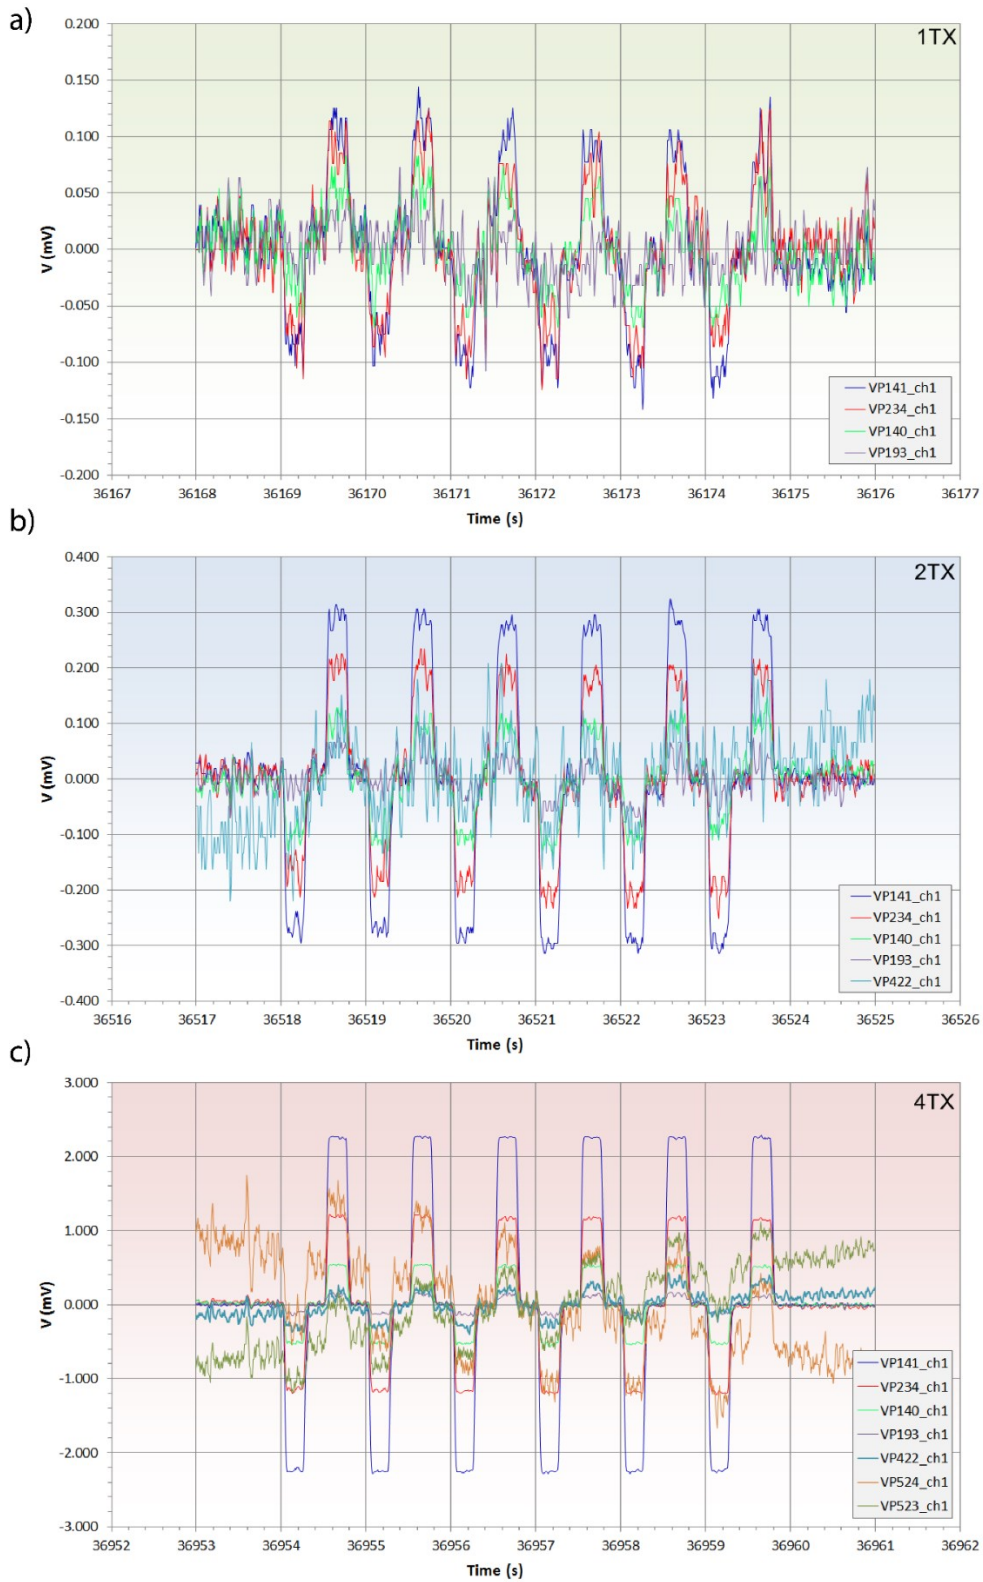 a)
1TX
0.200
0.150
0.100
0.050
0.000
-0.050
-0.100
-0.150
-0.200
V (mV)
VP141_ch1
VP234_ch1
VP140_ch1
VP193_ch1
36167 36168 36169 36170 36171 36172 36173 36174 36175 36176 36177
Time (s)
b)
2TX
0.400
0.300
0.200
0.100
0.000
-0.100
-0.200
-0.300
-0.400
V (mV)
VP141_ch1
VP234_ch1
VP140_ch1
VP193_ch1
VP422_ch1
36516 36517 36518 36519 36520 36521 36522 36523 36524 36525 36526
Time (s)
c)
4TX
3.000
2.000
1.000
0.000
-1.000
-2.000
-3.000
V (mV)
VP141_ch1
VP234_ch1
VP140_ch1
VP193_ch1
VP422_ch1
VP524_ch1
VP523_ch1
36952 36953 36954 36955 36956 36957 36958 36959 36960 36961 36962
Time (s)